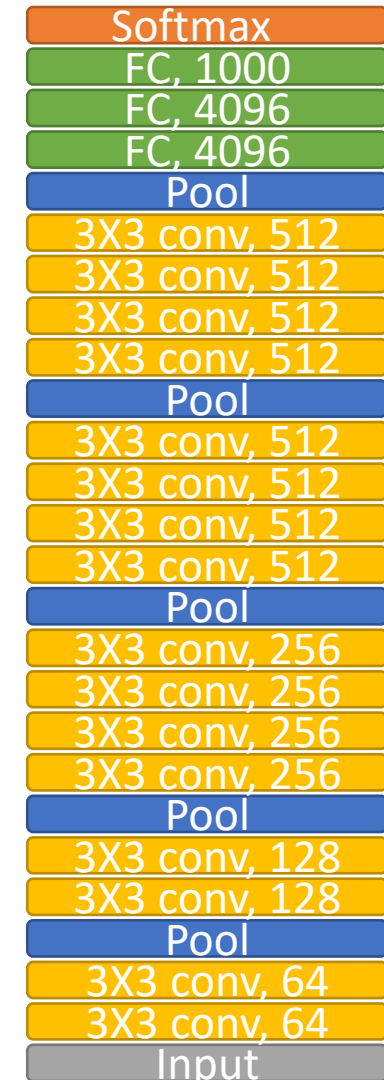 Softmax
FC, 1000
FC, 4096
FC, 4096
Pool
3X3 conv, 512
3X3 conv, 512
3X3 conv, 512
3X3 conv, 512
Pool
3X3 conv, 512
3X3 conv, 512
3X3 conv, 512
3X3 conv, 512
Pool
3X3 conv, 256
3X3 conv, 256
3X3 conv, 256
3X3 conv, 256
Pool
3X3 conv, 128
3X3 conv, 128
Pool
3X3 conv, 64
3X3 conv, 64
Input